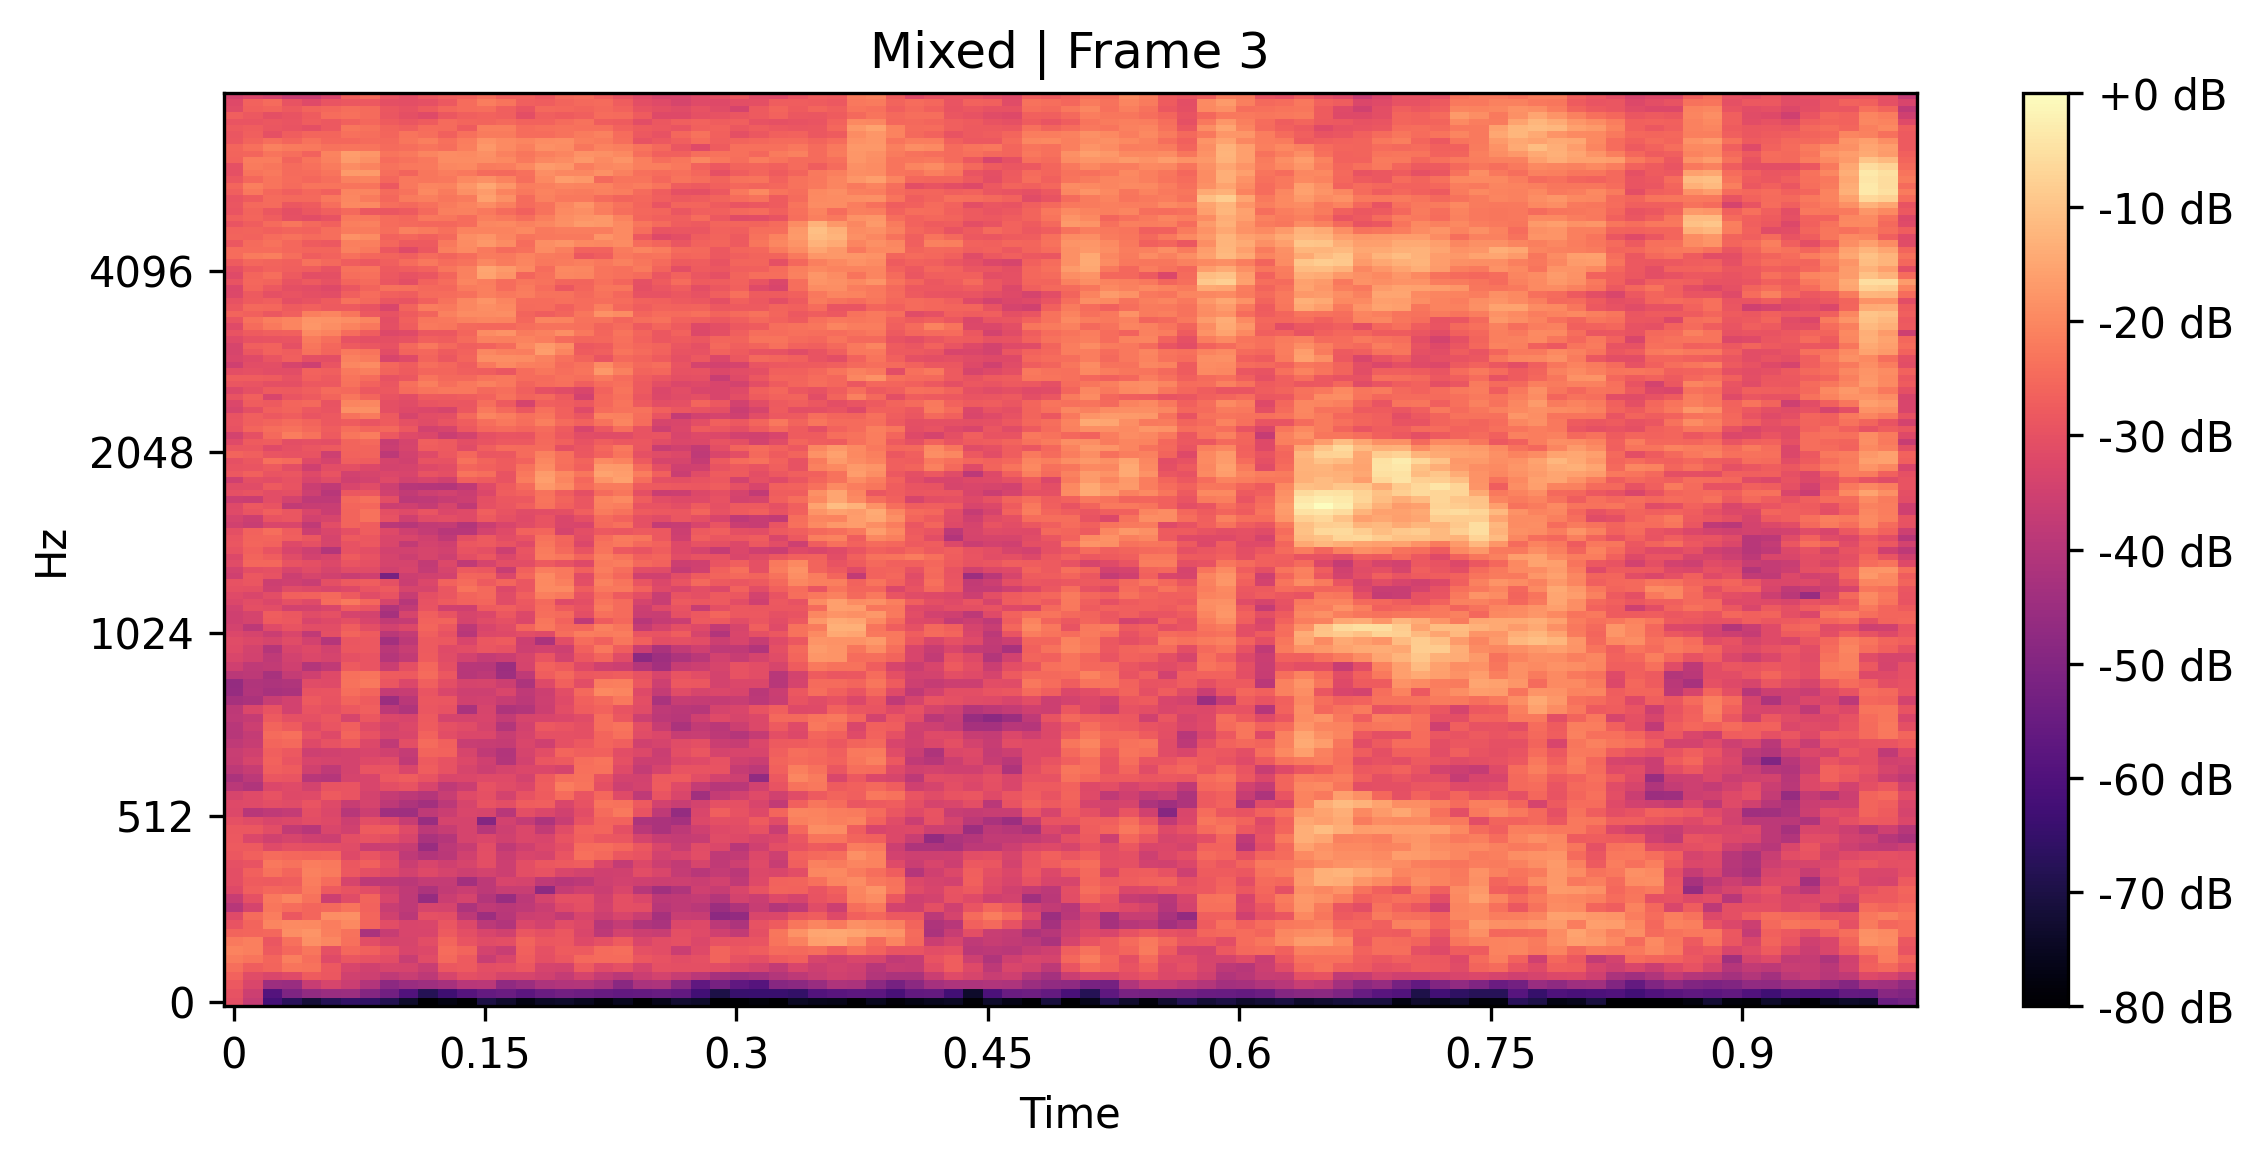 Mixed | Frame 3
Hz
4096
2048
1024
512
0
0 0.15 0.3 0.45 0.6 0.75 0.9
Time
+0 dB
-10 dB
-20 dB
-30 dB
-40 dB
-50 dB
-60 dB
-70 dB
-80 dB